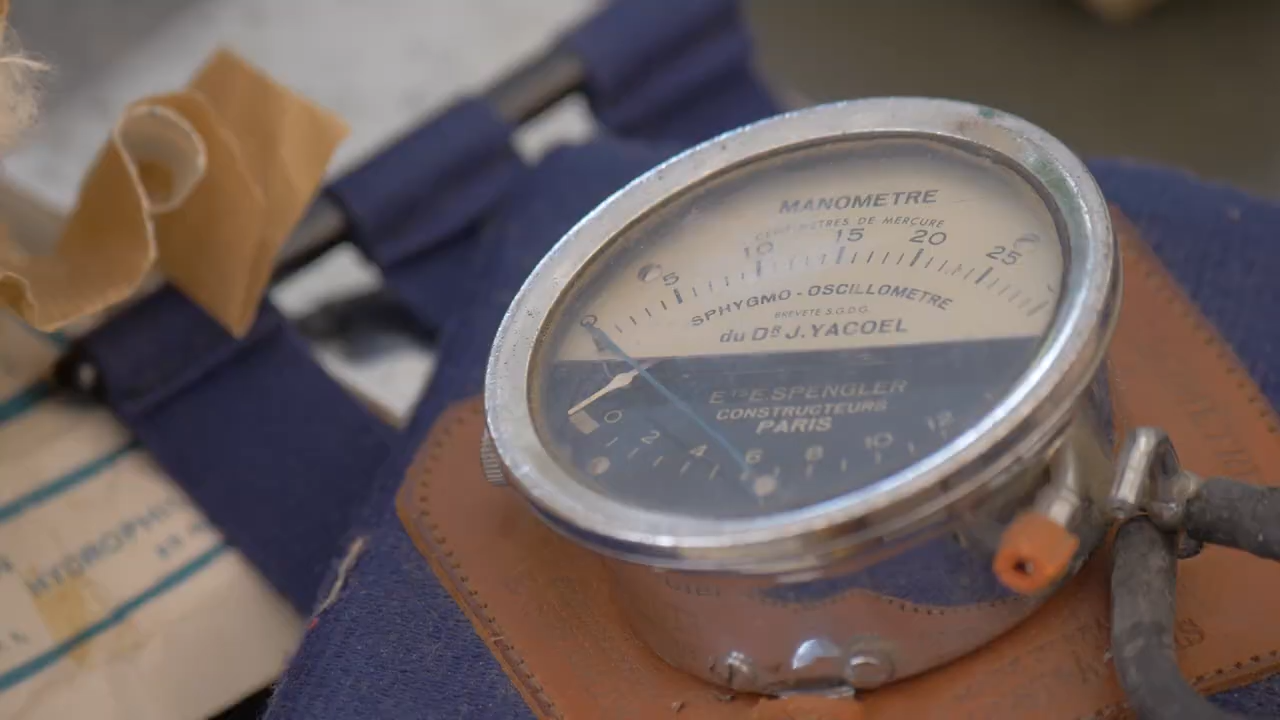 MANOMETRE
CENTIMETRES DE MERCURE
0 5 10 15 20 25
SPHYGMO-OSCILLOMETRE
BREVETE S.G.D.G.
du DR J.YACOEL
ETS E.SPENGLER
CONSTRUCTEURS
PARIS
0 2 4 6 8 10 12
HYDROPHI